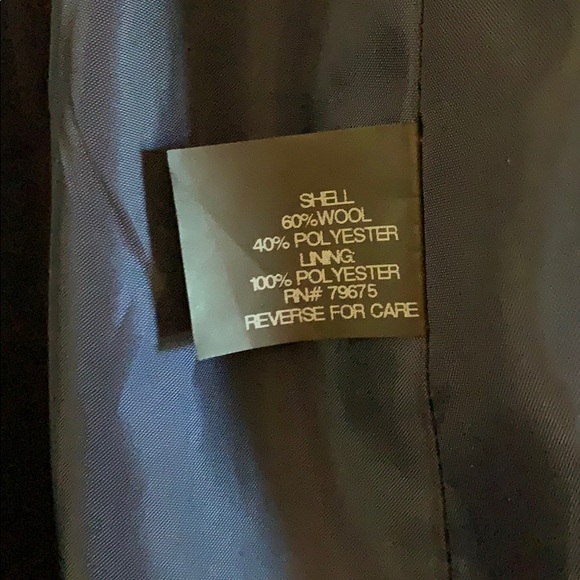 SHELL
60%WOOL
40% POLYESTER
LINING:
100% POLYESTER
RN# 79675
REVERSE FOR CARE